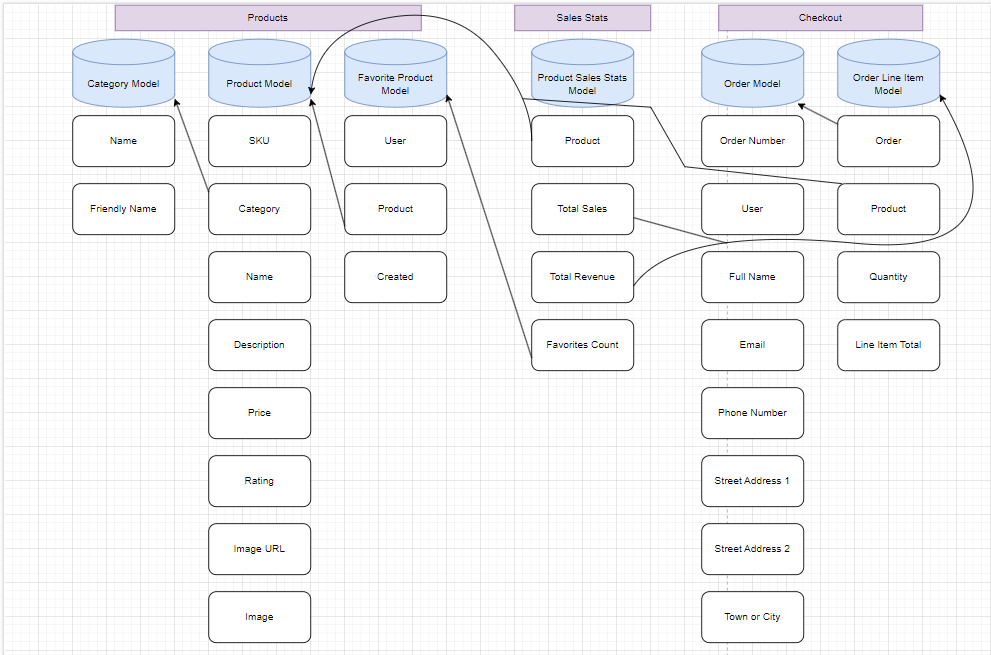 Products
Sales Stats
Checkout
Category Model
Product Model
Favorite Product
Model
Product Sales Stats
Model
Order Model
Order Line Item
Model
Name
SKU
User
Product
Order Number
Order
Friendly Name
Category
Product
Total Sales
User
Product
Name
Created
Total Revenue
Full Name
Quantity
Description
Favorites Count
Email
Line Item Total
Price
Phone Number
Rating
Street Address 1
Image URL
Street Address 2
Image
Town or City